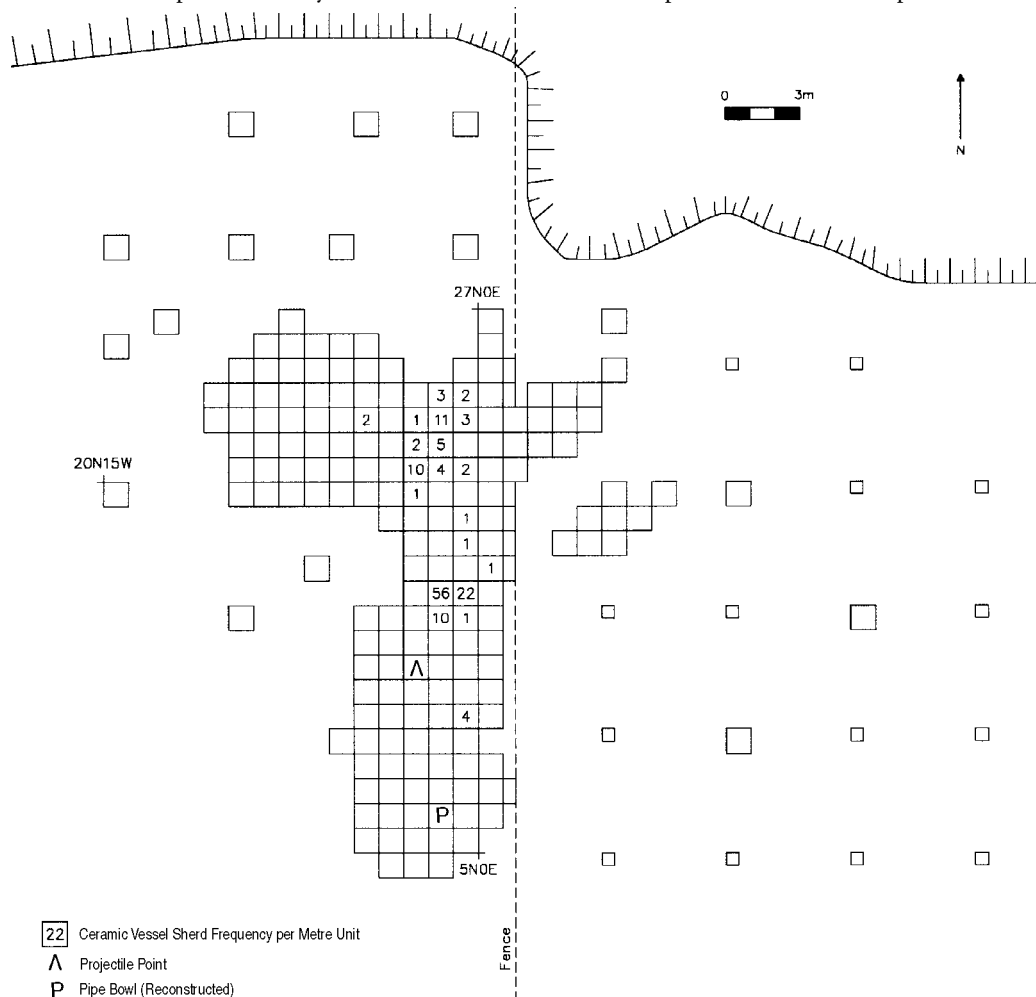 0 3m
N
27N0E
3 2
2 1 11 3
2 5
20N15W
10 4 2
1
1
1
1
56 22
10 1
Λ
4
P
5N0E
Fence
22 Ceramic Vessel Sherd Frequency per Metre Unit
Λ Projectile Point
P Pipe Bowl (Reconstructed)